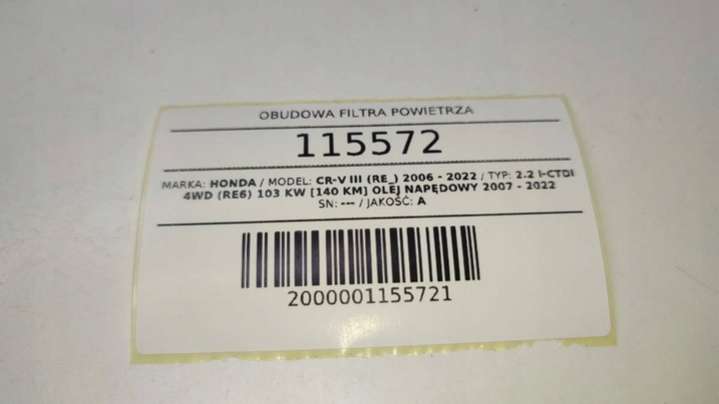 OBUDOWA FILTRA POWIETRZA
115572
MARKA: HONDA / MODEL: CR-V III (RE_) 2006 - 2022 / TYP: 2.2 I-CTDI
4WD (RE6) 103 KW [140 KM] OLEJ NAPĘDOWY 2007 - 2022
SN: --- / JAKOŚĆ: A
2000001155721